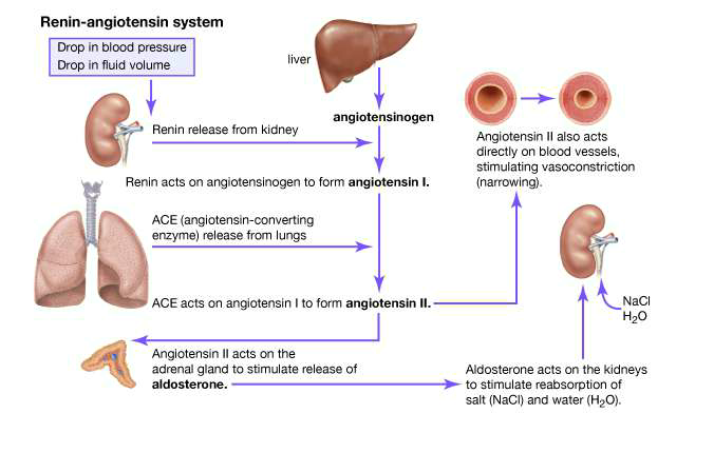 Renin-angiotensin system
Drop in blood pressure
Drop in fluid volume
liver
angiotensinogen
Renin release from kidney
Renin acts on angiotensinogen to form angiotensin I.
ACE (angiotensin-converting
enzyme) release from lungs
ACE acts on angiotensin I to form angiotensin II.
Angiotensin II also acts
directly on blood vessels,
stimulating vasoconstriction
(narrowing).
NaCl
H₂O
Angiotensin II acts on the
adrenal gland to stimulate release of
aldosterone.
Aldosterone acts on the kidneys
to stimulate reabsorption of
salt (NaCl) and water (H₂O).